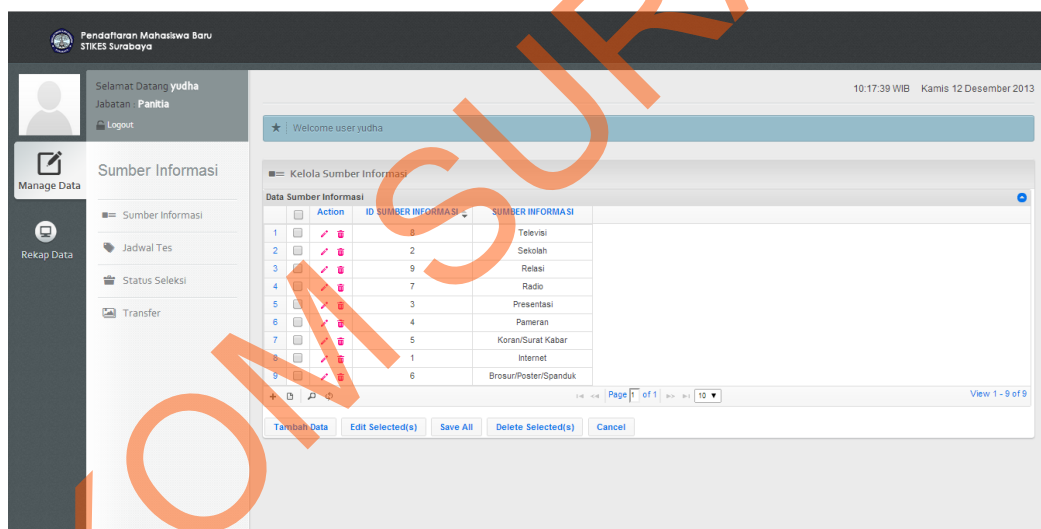 Pendaftaran Mahasiswa Baru
STIKES Surabaya
Selamat Datang yudha
Jabatan : Panitia
Logout
10:17:39 WIB Kamis 12 Desember 2013
Welcome user yudha
Manage Data
Rekap Data
Sumber Informasi
Sumber Informasi
Jadwal Tes
Status Seleksi
Transfer
Kelola Sumber Informasi
Data Sumber Informasi
Action ID SUMBER INFORMASI SUMBER INFORMASI
1 8 Televisi
2 2 Sekolah
3 9 Relasi
4 7 Radio
5 3 Presentasi
6 4 Pameran
7 5 Koran/Surat Kabar
8 1 Internet
9 6 Brosur/Poster/Spanduk
Page 1 of 1 10 View 1 - 9 of 9
Tambah Data Edit Selected(s) Save All Delete Selected(s) Cancel
OM SUR